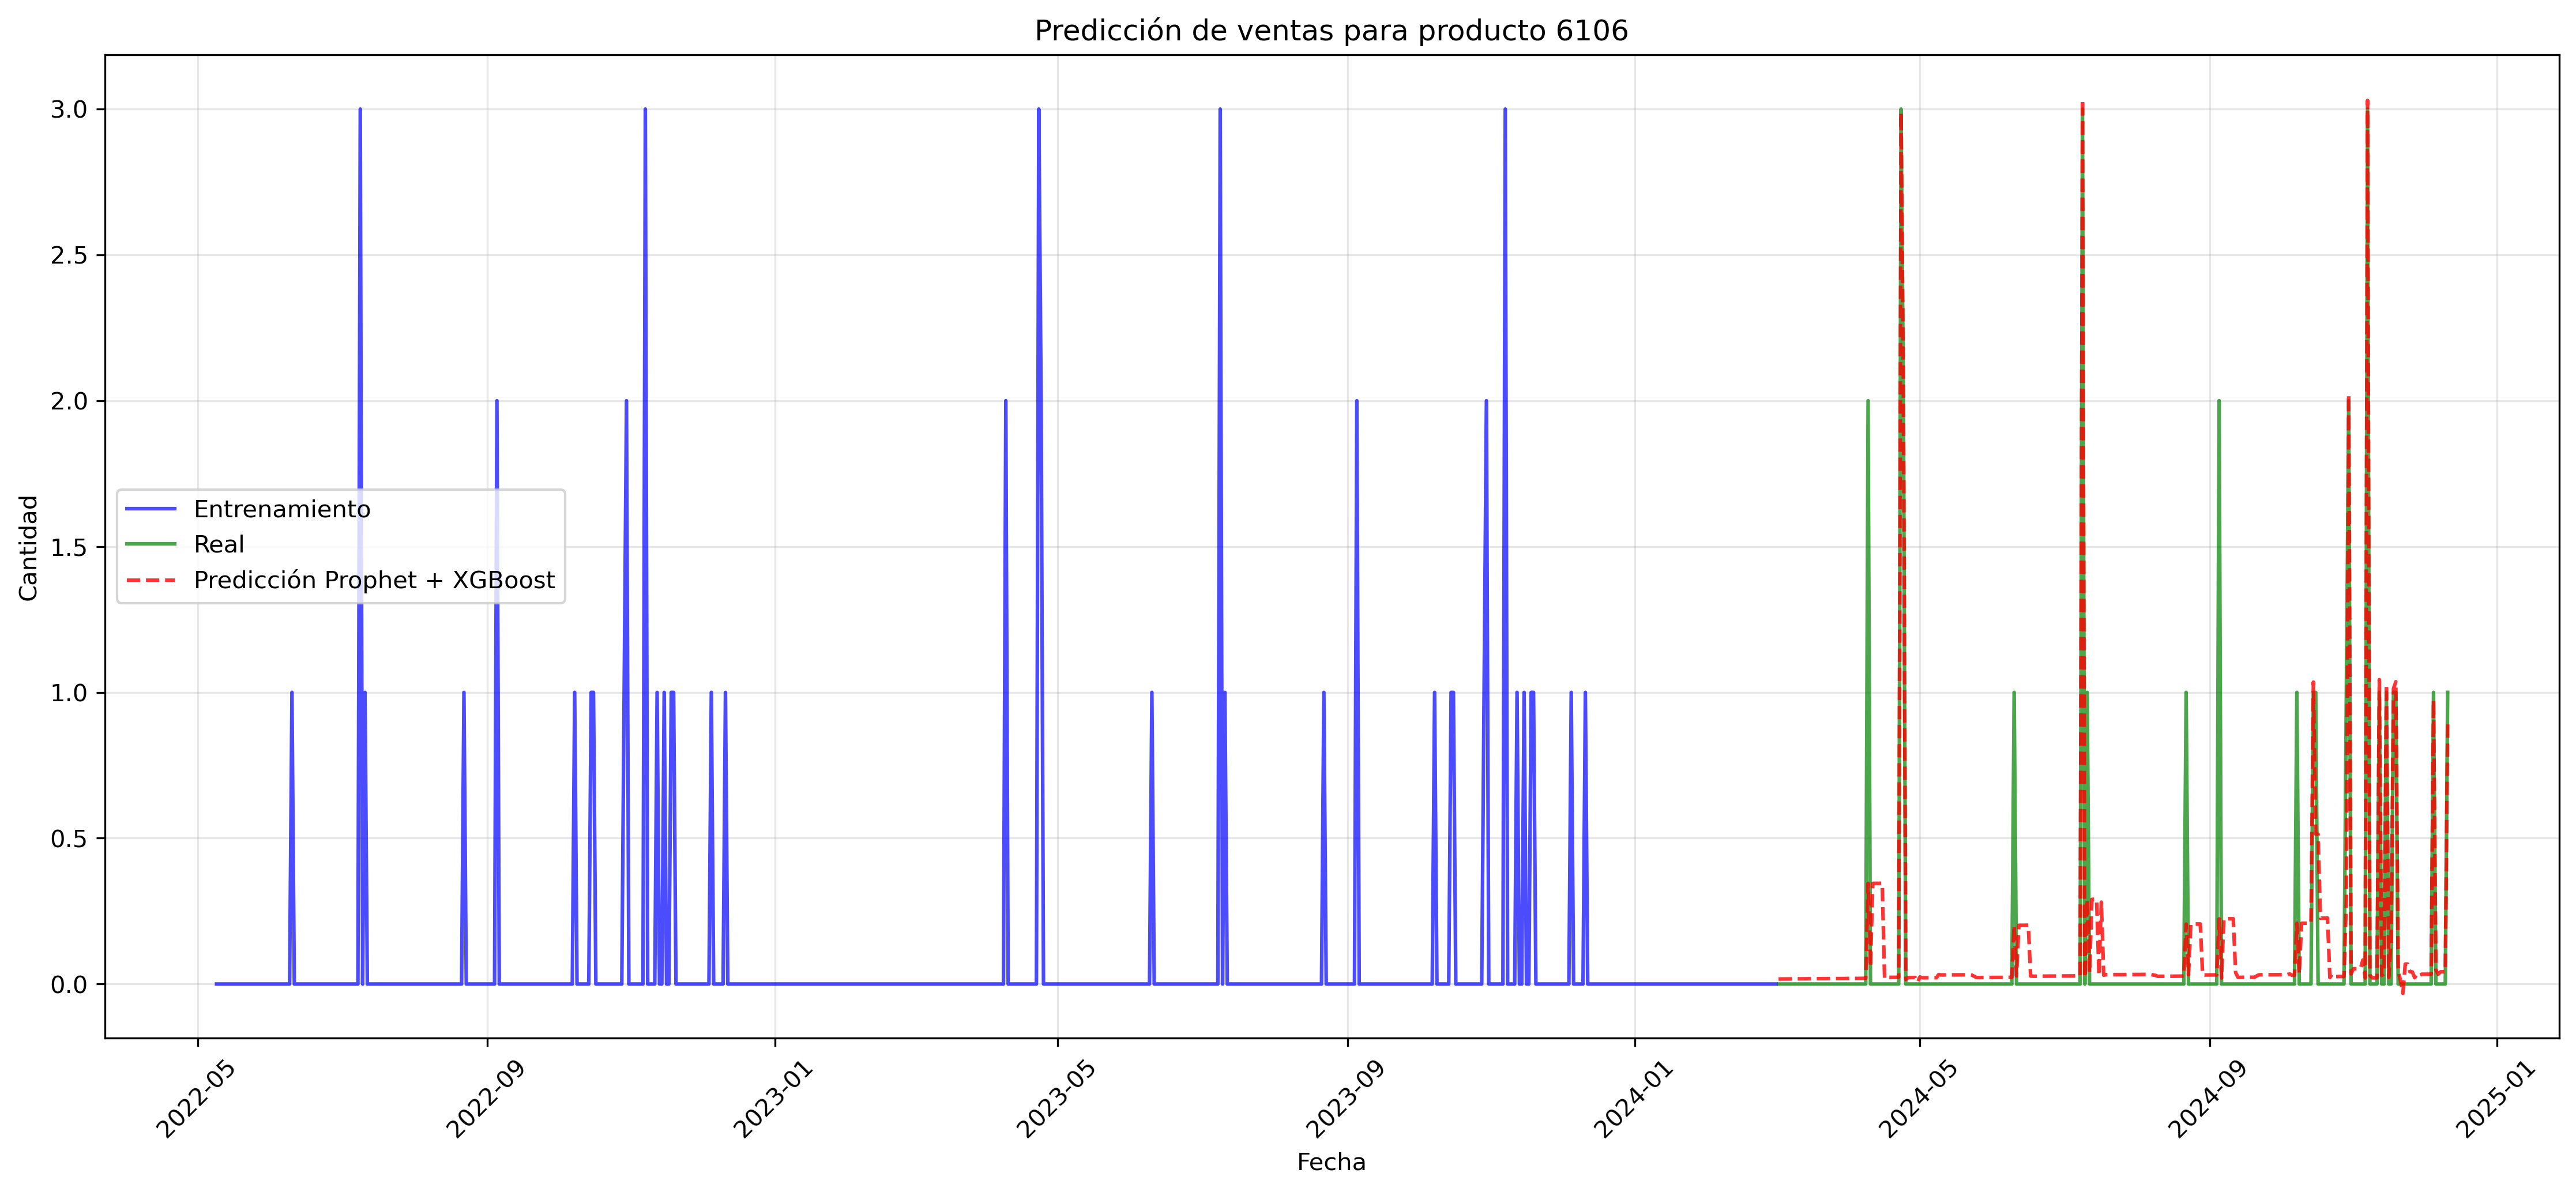 Predicción de ventas para producto 6106
Cantidad
3.0
2.5
2.0
1.5
1.0
0.5
0.0
Entrenamiento
Real
Predicción Prophet + XGBoost
2022-05
2022-09
2023-01
2023-05
2023-09
2024-01
2024-05
2024-09
2025-01
Fecha